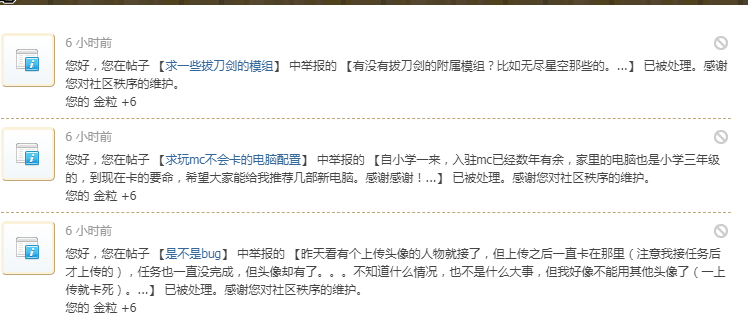 6 小时前
您好，您在帖子 【求一些拔刀剑的模组】 中举报的 【有没有拔刀剑的附属模组？比如无尽星空那些的。...】 已被处理。感谢
您对社区秩序的维护。
您的 金粒 +6
6 小时前
您好，您在帖子 【求玩mc不会卡的电脑配置】 中举报的 【自小学一来，入驻mc已经数年有余，家里的电脑也是小学三年级
的，到现在卡的要命，希望大家能给我推荐几部新电脑。感谢感谢！...】 已被处理。感谢您对社区秩序的维护。
您的 金粒 +6
6 小时前
您好，您在帖子 【是不是bug】 中举报的 【昨天看有个上传头像的人物就接了，但上传之后一直卡在那里（注意我接任务后
才上传的），任务也一直没完成，但头像却有了。。。不知道什么情况，也不是什么大事，但我好像不能用其他头像了（一上
传就卡死）。...】 已被处理。感谢您对社区秩序的维护。
您的 金粒 +6